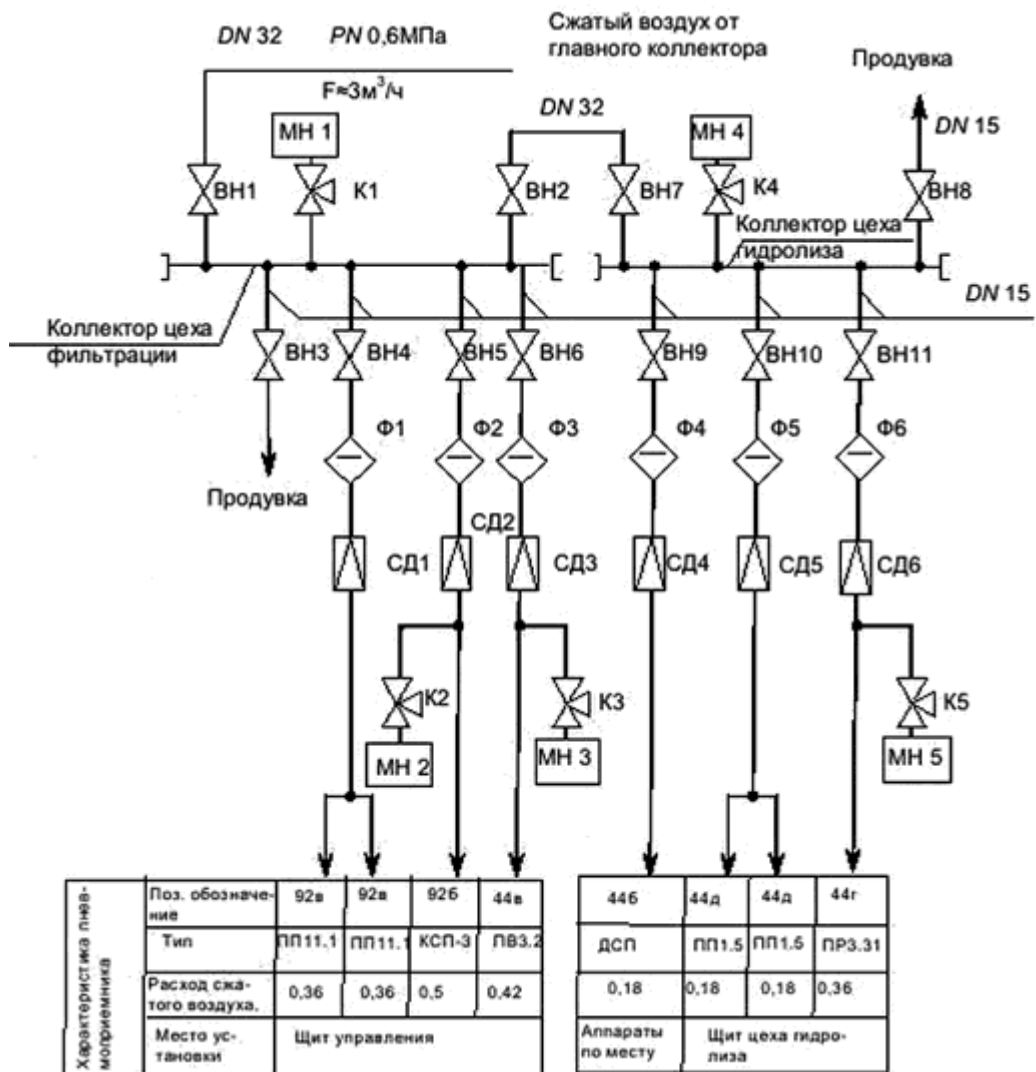 DN 32 PN 0,6МПа
Сжатый воздух от
главного коллектора
F≈3м³/ч
Продувка
DN 32
DN 15
МН 1
МН 4
ВН1
К1
ВН2
ВН7
К4
ВН8
Коллектор цеха
гидролиза
DN 15
Коллектор цеха
фильтрации
ВН3
ВН4
ВН5
ВН6
ВН9
ВН10
ВН11
Ф1
Ф2
Ф3
Ф4
Ф5
Ф6
Продувка
СД1
СД2
СД3
СД4
СД5
СД6
К2
К3
К5
МН 2
МН 3
МН 5
Характеристика пнев-
моприемника
Поз. обозначе-
ние
92в 92в 92б 44в
44б 44д 44д 44г
Тип
ПП11.1 ПП11.1 КСП-3 ПВ3.2
ДСП ПП1.5 ПП1.5 ПР3.31
Расход сжа-
того воздуха,
0,36 0,36 0,5 0,42
0,18 0,18 0,18 0,36
Место ус-
тановки
Щит управления
Аппараты
по месту
Щит цеха гидро-
лиза